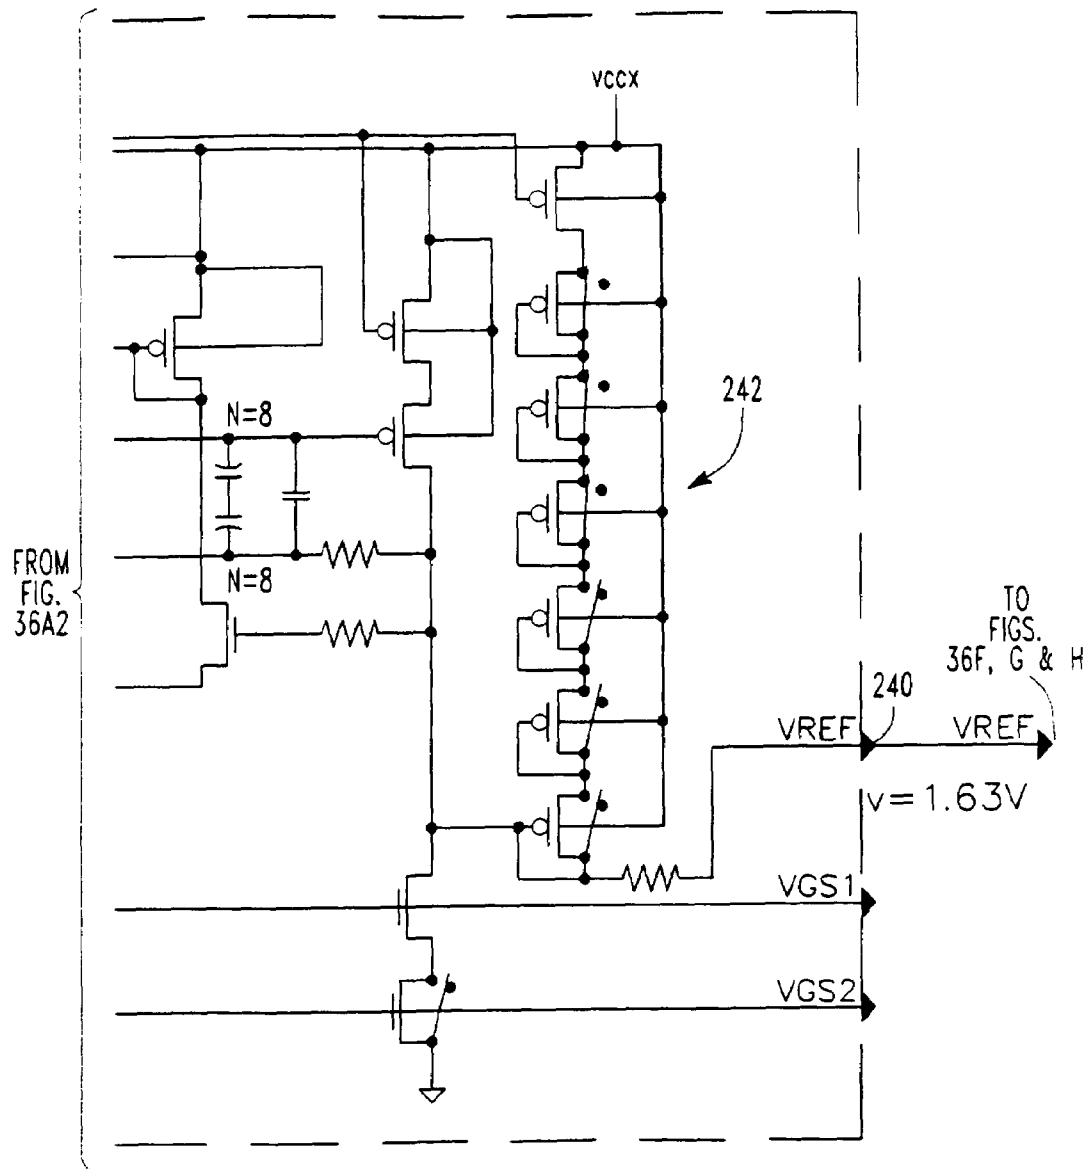 VCCX
242
N=8
N=8
FROM
FIG.
36A2
TO
FIGS.
36F, G & H
240
VREF
VREF
v=1.63V
VGS1
VGS2